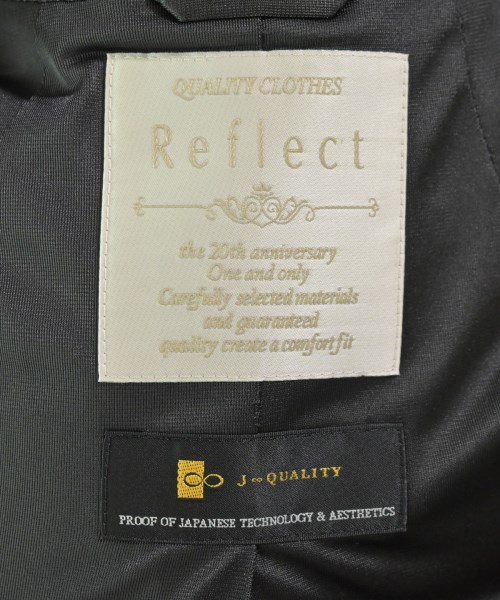 QUALITY CLOTHES
Reflect
the 20th anniversary
One and only
Carefully selected materials
and guaranteed
quality create a comfort fit
J∞QUALITY
PROOF OF JAPANESE TECHNOLOGY & AESTHETICS